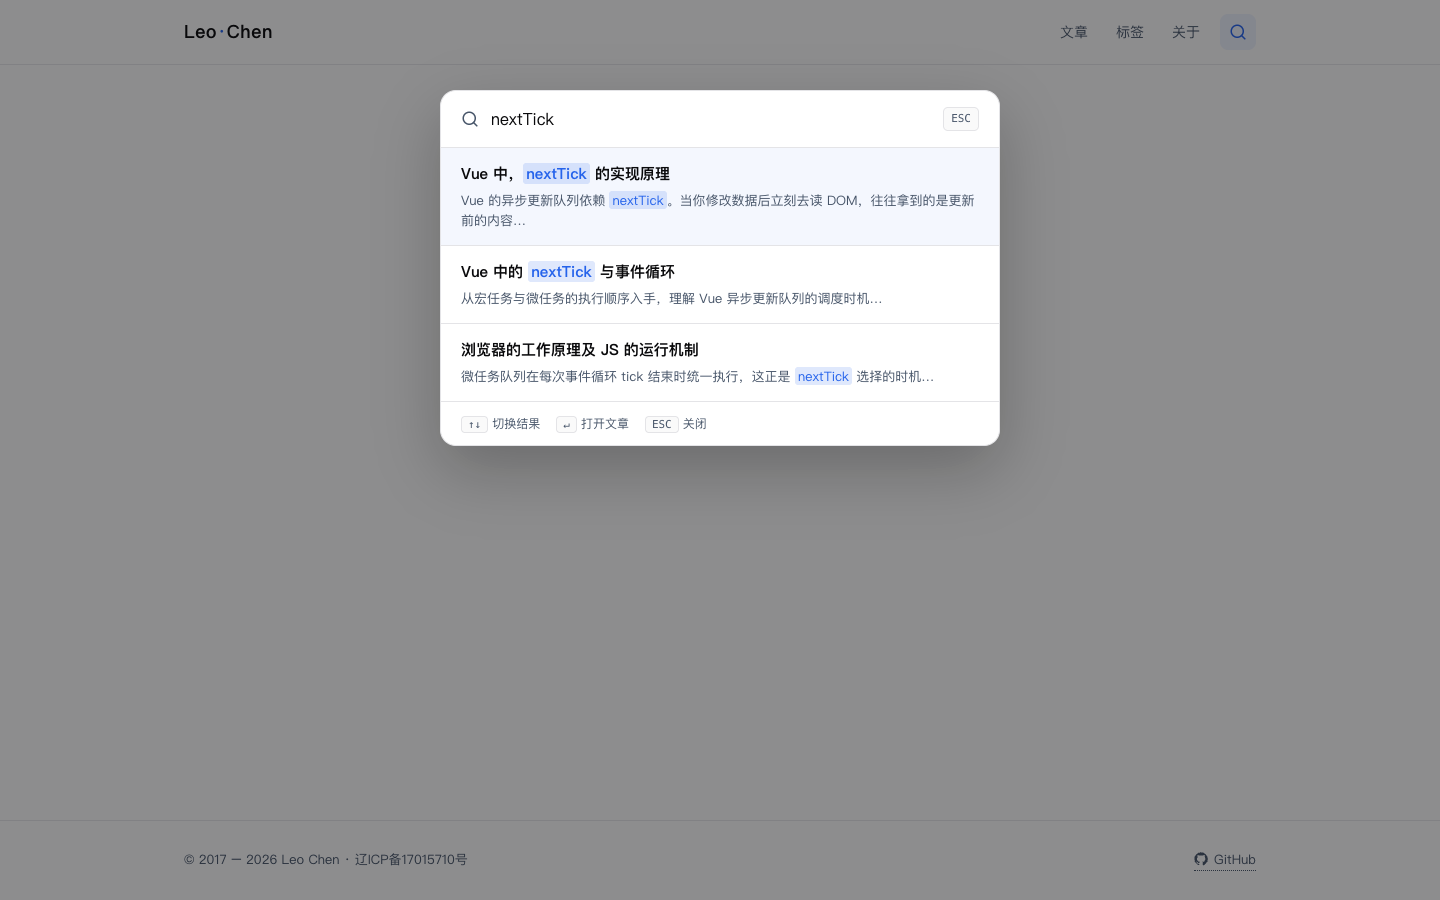 Leo·Chen
文章 标签 关于
nextTick ESC
Vue 中，nextTick 的实现原理
Vue 的异步更新队列依赖 nextTick。当你修改数据后立刻去读 DOM，往往拿到的是更新
前的内容…
Vue 中的 nextTick 与事件循环
从宏任务与微任务的执行顺序入手，理解 Vue 异步更新队列的调度时机…
浏览器的工作原理及 JS 的运行机制
微任务队列在每次事件循环 tick 结束时统一执行，这正是 nextTick 选择的时机…
↑↓ 切换结果 ↵ 打开文章 ESC 关闭
© 2017 — 2026 Leo Chen · 辽ICP备17015710号 GitHub